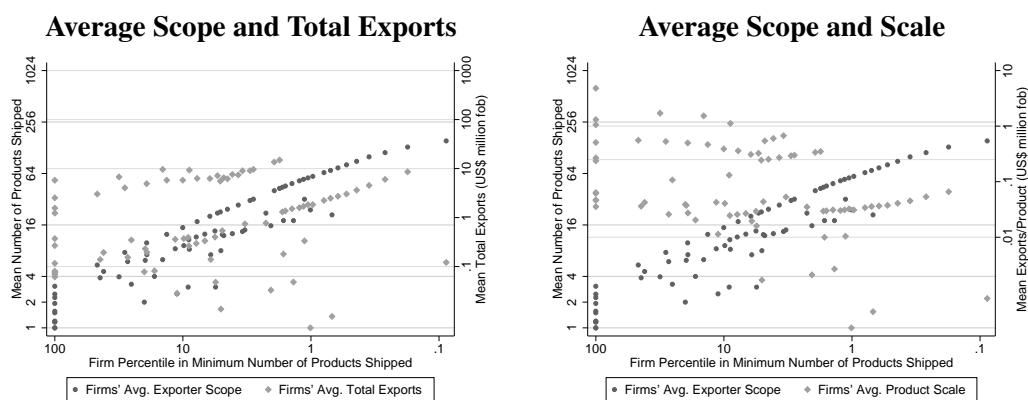 Average Scope and Total Exports
1024
256
64
16
4
2
1
Mean Number of Products Shipped
1000
100
10
1
.1
Mean Total Exports (US$ million fob)
100
10
1
.1
Firm Percentile in Minimum Number of Products Shipped
Firms' Avg. Exporter Scope
Firms' Avg. Total Exports
Average Scope and Scale
1024
256
64
16
4
2
1
Mean Number of Products Shipped
10
1
.1
.01
Mean Exports/Product (US$ million fob)
100
10
1
.1
Firm Percentile in Minimum Number of Products Shipped
Firms' Avg. Exporter Scope
Firms' Avg. Product Scale